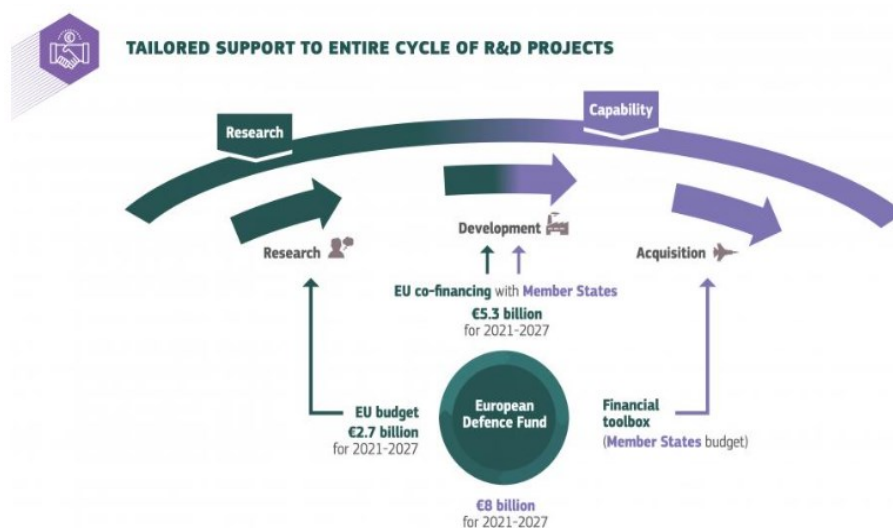 TAILORED SUPPORT TO ENTIRE CYCLE OF R&D PROJECTS
Research
Capability
Research
Development
Acquisition
EU co-financing with Member States
€5.3 billion
for 2021-2027
EU budget
€2.7 billion
for 2021-2027
European
Defence Fund
Financial
toolbox
(Member States budget)
€8 billion
for 2021-2027